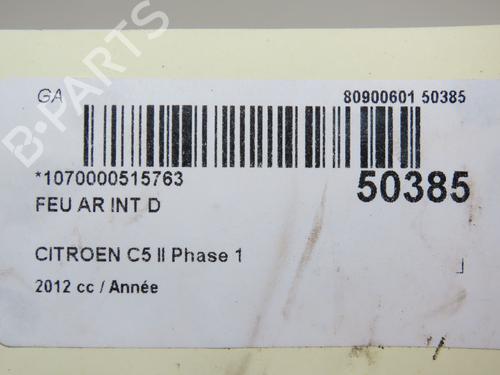 GA
80900601 50385
*1070000515763
50385
FEU AR INT D
CITROEN C5 II Phase 1
2012 cc / Année
B-PARTS